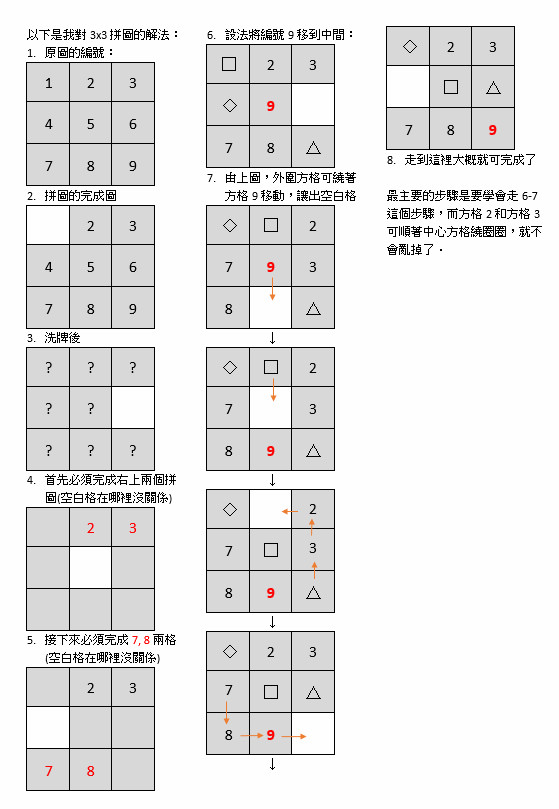 以下是我對 3x3 拼圖的解法：
1. 原圖的編號：
1 2 3
4 5 6
7 8 9
2. 拼圖的完成圖
2 3
4 5 6
7 8 9
3. 洗牌後
? ? ?
? ?
? ? ?
4. 首先必須完成右上兩個拼
圖(空白格在哪裡沒關係)
2 3
5. 接下來必須完成 7, 8 兩格
(空白格在哪裡沒關係)
2 3
7 8
6. 設法將編號 9 移到中間：
□ 2 3
◇ 9
7 8 △
7. 由上圖，外圍方格可繞著
方格 9 移動，讓出空白格
◇ □ 2
7 9 3
8 △
↓
◇ □ 2
7 3
8 9 △
↓
◇ 2
7 □ 3
8 9 △
↓
◇ 2 3
7 □ △
8 9
↓
◇ 2 3
□ △
7 8 9
8. 走到這裡大概就可完成了
最主要的步驟是要學會走 6-7
這個步驟，而方格 2 和方格 3
可順著中心方格繞圈圈，就不
會亂掉了．